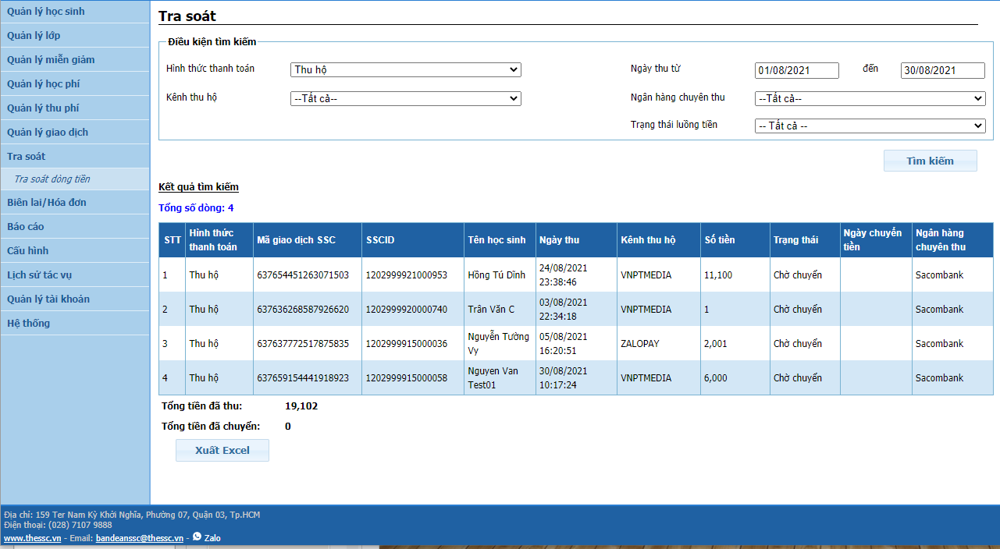 Quản lý học sinh
Quản lý lớp
Quản lý miễn giảm
Quản lý học phí
Quản lý thu phí
Quản lý giao dịch
Tra soát
Tra soát dòng tiền
Biên lai/Hóa đơn
Báo cáo
Cấu hình
Lịch sử tác vụ
Quản lý tài khoản
Hệ thống
Tra soát
Điều kiện tìm kiếm
Hình thức thanh toán Thu hộ Ngày thu từ 01/08/2021 đến 30/08/2021
Kênh thu hộ --Tất cả-- Ngân hàng chuyên thu --Tất cả--
Trạng thái luồng tiền -- Tất cả --
Tìm kiếm
Kết quả tìm kiếm
Tổng số dòng: 4
STT Hình thức thanh toán Mã giao dịch SSC SSCID Tên học sinh Ngày thu Kênh thu hộ Số tiền Trạng thái Ngày chuyển tiền Ngân hàng chuyên thu
1 Thu hộ 637654451263071503 1202999921000953 Hồng Tú Dĩnh 24/08/2021 23:38:46 VNPTMEDIA 11,100 Chờ chuyển Sacombank
2 Thu hộ 637636268587926620 1202999920000740 Trần Văn C 03/08/2021 22:34:18 VNPTMEDIA 1 Chờ chuyển Sacombank
3 Thu hộ 637637772517875835 1202999915000036 Nguyễn Tường Vy 05/08/2021 16:20:51 ZALOPAY 2,001 Chờ chuyển Sacombank
4 Thu hộ 637659154441918923 1202999915000058 Nguyen Van Test01 30/08/2021 10:17:24 VNPTMEDIA 6,000 Chờ chuyển Sacombank
Tổng tiền đã thu: 19,102
Tổng tiền đã chuyển: 0
Xuất Excel
Địa chỉ: 159 Ter Nam Kỳ Khởi Nghĩa, Phường 07, Quận 03, Tp.HCM
Điện thoại: (028) 7107 9888
www.thessc.vn - Email: bandeanssc@thessc.vn - Zalo